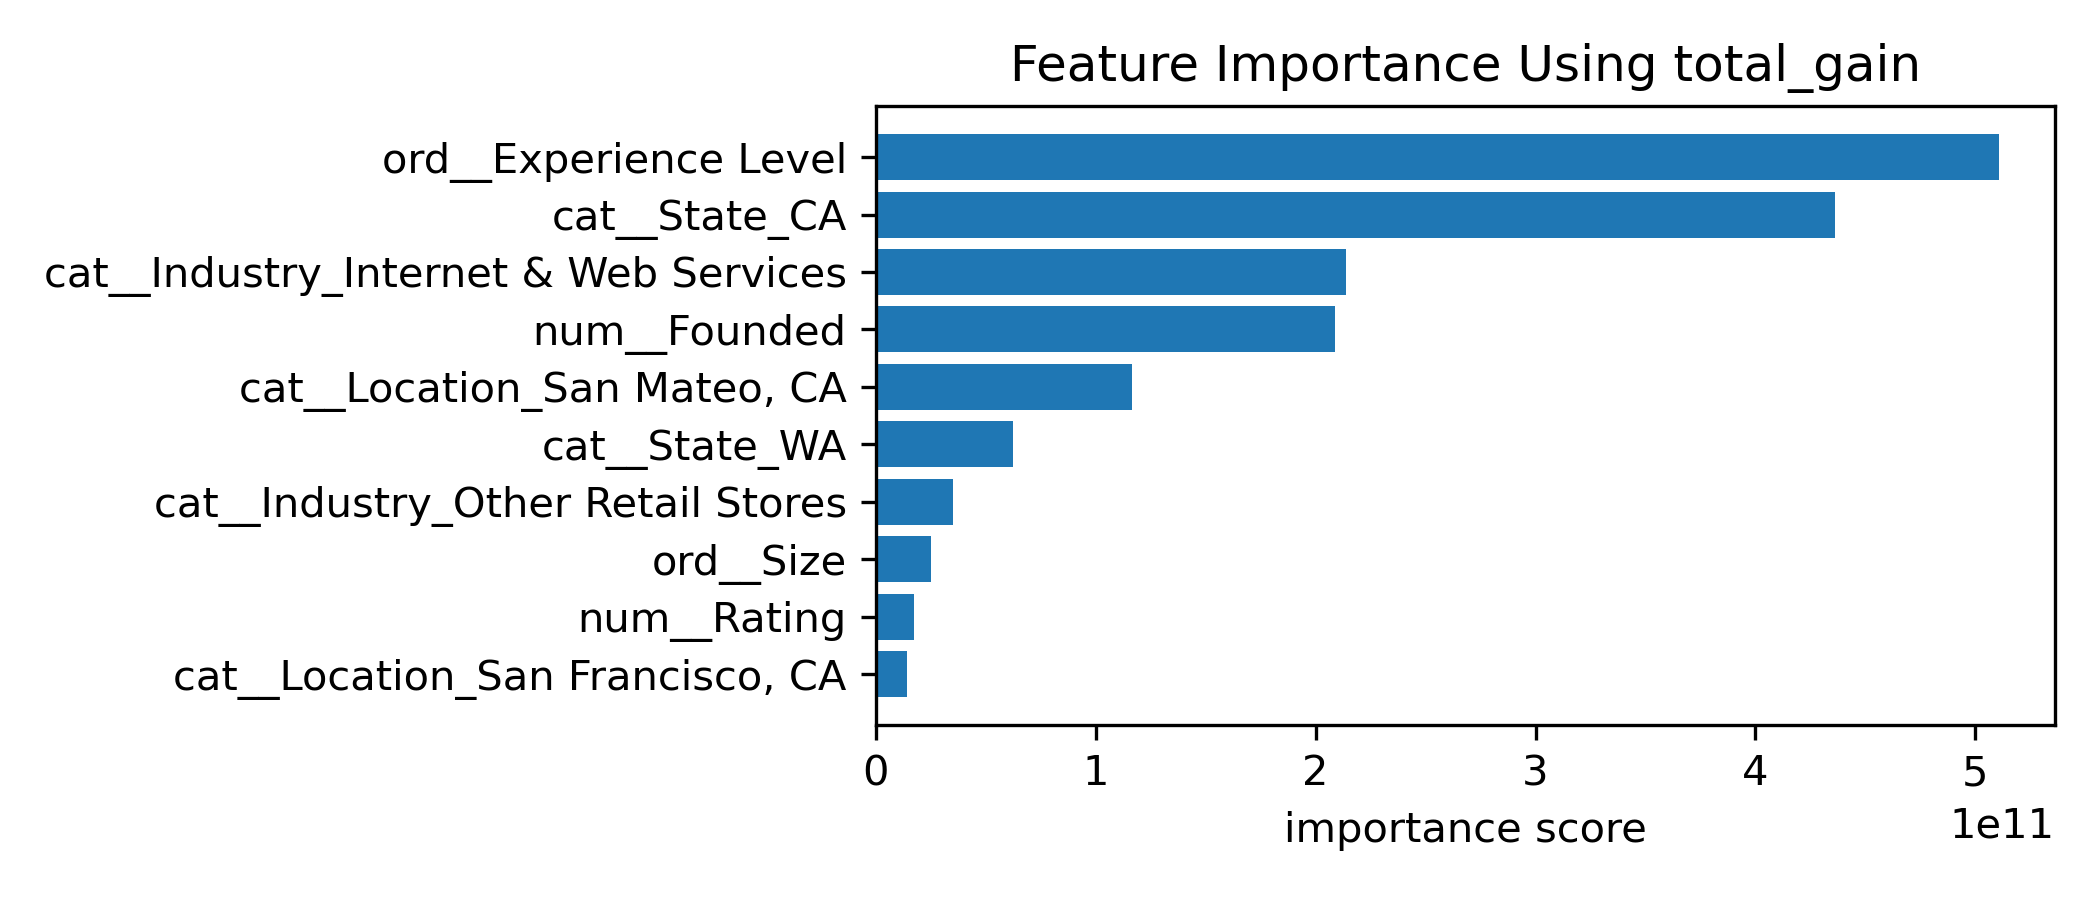 Feature Importance Using total_gain
ord__Experience Level
cat__State_CA
cat__Industry_Internet & Web Services
num__Founded
cat__Location_San Mateo, CA
cat__State_WA
cat__Industry_Other Retail Stores
ord__Size
num__Rating
cat__Location_San Francisco, CA
0 1 2 3 4 5
1e11
importance score